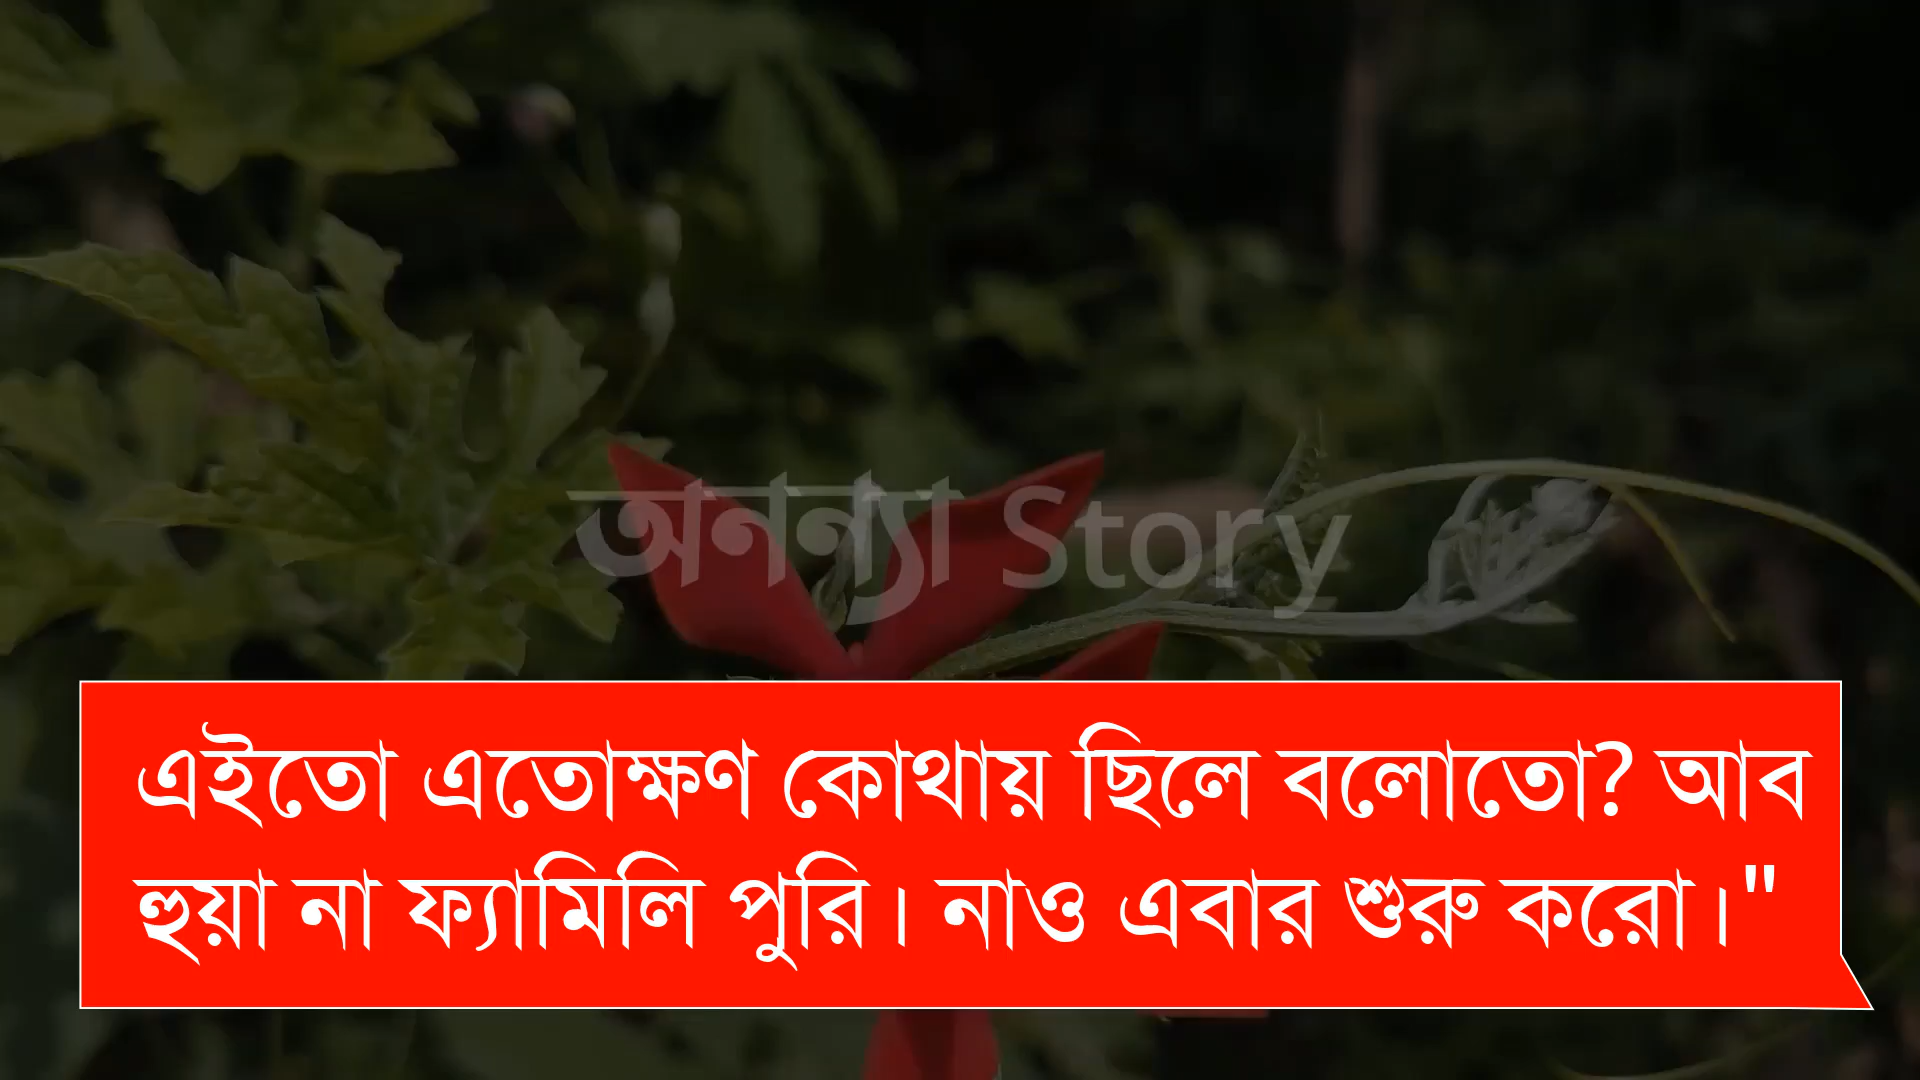 অনন্যা Story
এইতো এতোক্ষণ কোথায় ছিলে বলোতো? আব
হুয়া না ফ্যামিলি পুরি। নাও এবার শুরু করো।"